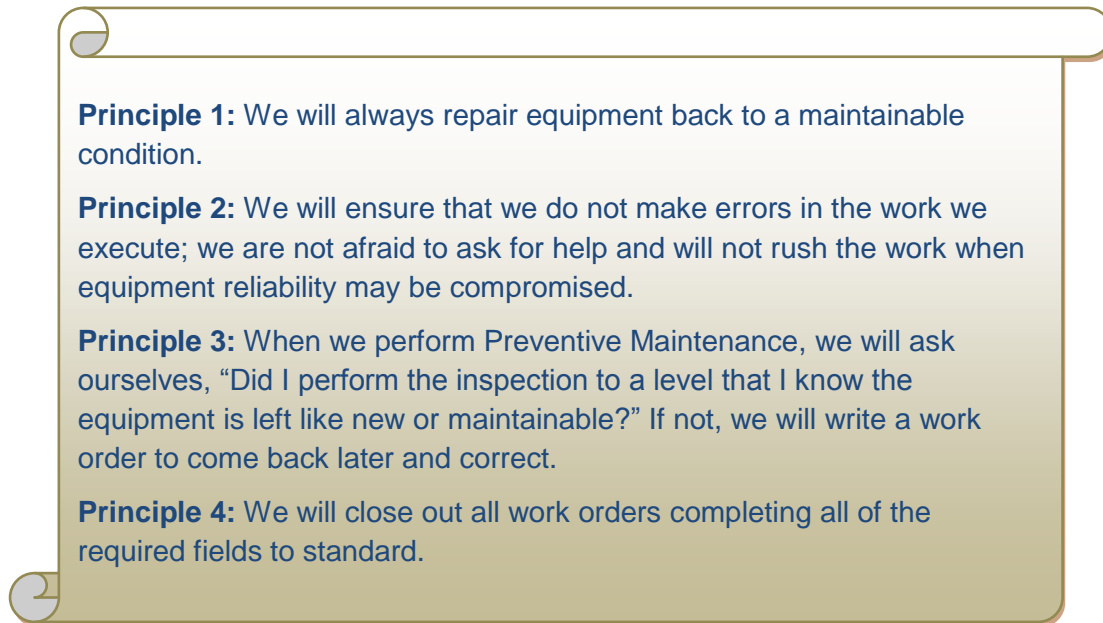 Principle 1: We will always repair equipment back to a maintainable
condition.
Principle 2: We will ensure that we do not make errors in the work we
execute; we are not afraid to ask for help and will not rush the work when
equipment reliability may be compromised.
Principle 3: When we perform Preventive Maintenance, we will ask
ourselves, “Did I perform the inspection to a level that I know the
equipment is left like new or maintainable?” If not, we will write a work
order to come back later and correct.
Principle 4: We will close out all work orders completing all of the
required fields to standard.